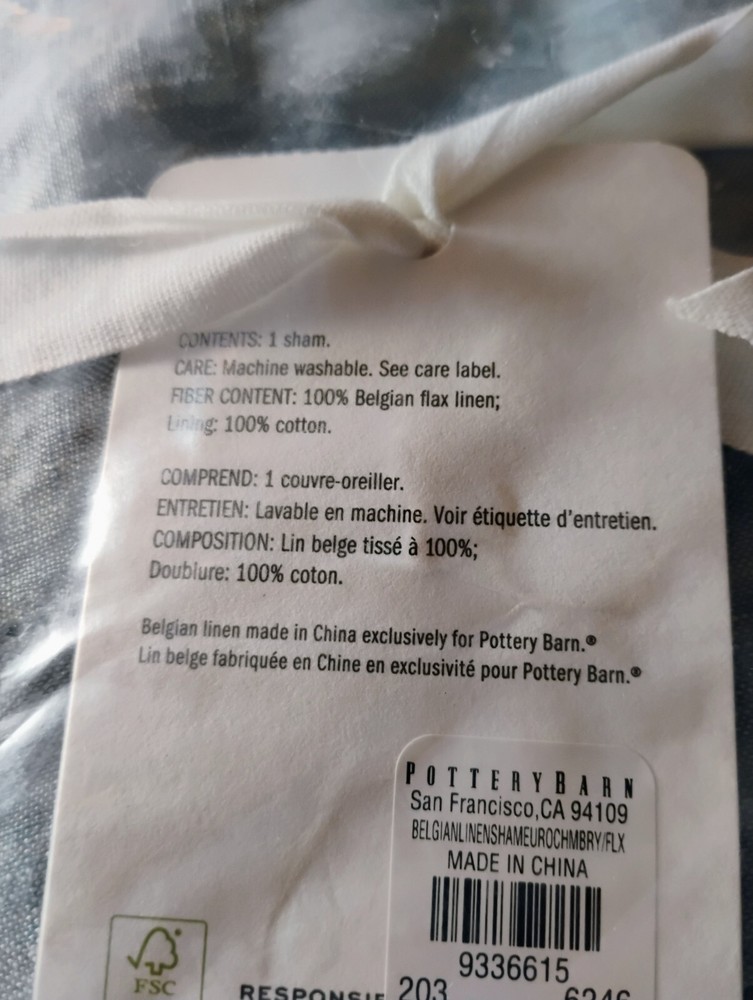 CONTENTS: 1 sham.
CARE: Machine washable. See care label.
FIBER CONTENT: 100% Belgian flax linen;
Lining: 100% cotton.
COMPREND: 1 couvre-oreiller.
ENTRETIEN: Lavable en machine. Voir étiquette d'entretien.
COMPOSITION: Lin belge tissé à 100%;
Doublure: 100% coton.
Belgian linen made in China exclusively for Pottery Barn.®
Lin belge fabriquée en Chine en exclusivité pour Pottery Barn.®
POTTERYBARN
San Francisco,CA 94109
BELGIANLINENSHAMEUROCHMBRY/FLX
MADE IN CHINA
9336615
203
FSC